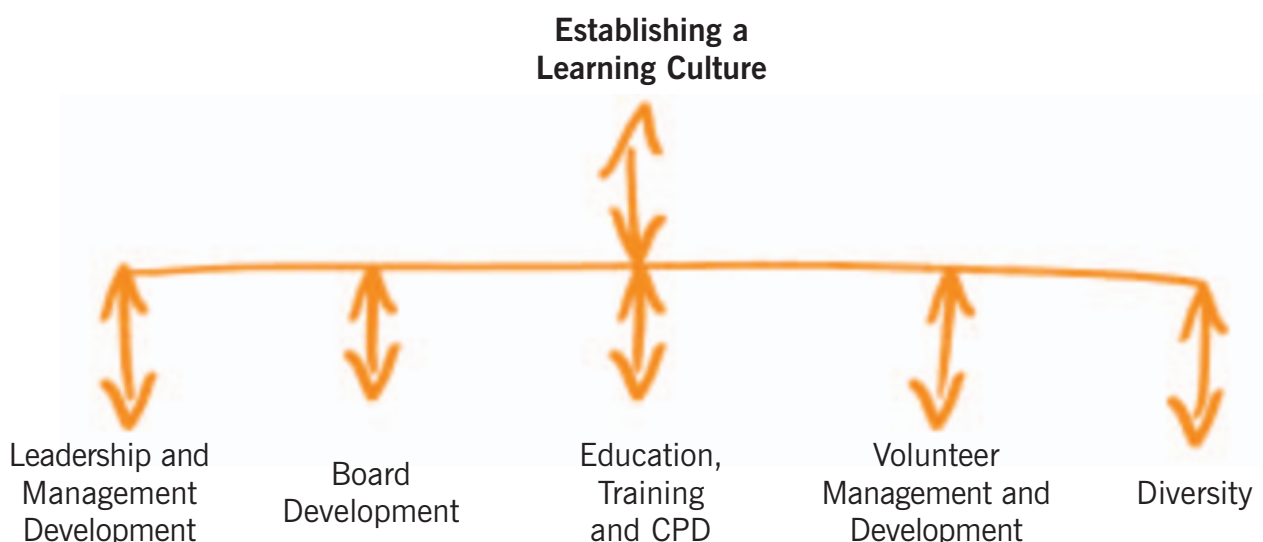 Establishing a
Learning Culture
Leadership and
Management
Development
Board
Development
Education,
Training
and CPD
Volunteer
Management and
Development
Diversity